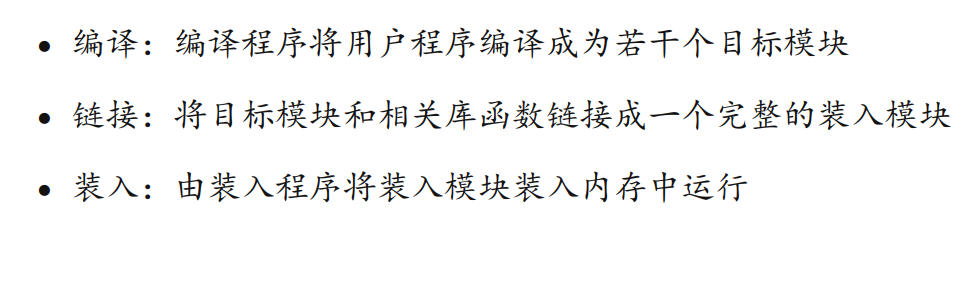 • 编译：编译程序将用户程序编译成为若干个目标模块
• 链接：将目标模块和相关库函数链接成一个完整的装入模块
• 装入：由装入程序将装入模块装入内存中运行